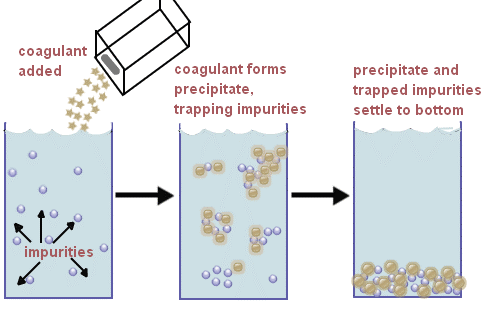 coagulant
added
coagulant forms
precipitate,
trapping impurities
precipitate and
trapped impurities
settle to bottom
impurities